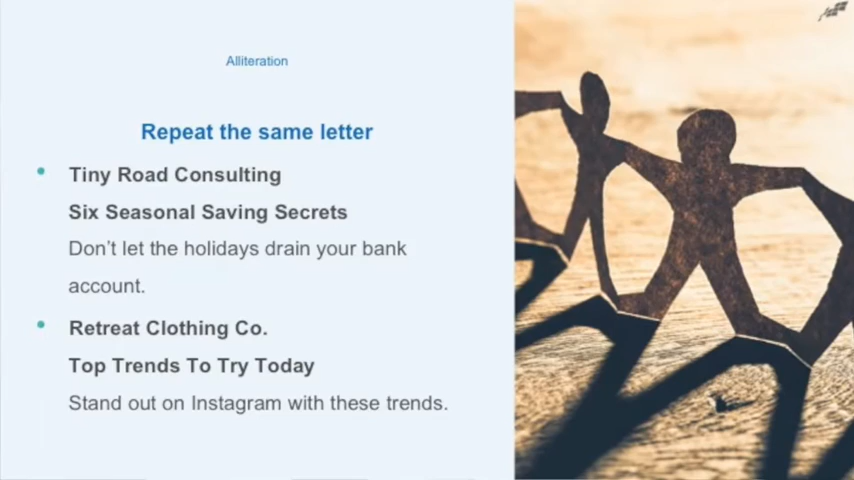 Alliteration
Repeat the same letter
Tiny Road Consulting
Six Seasonal Saving Secrets
Don’t let the holidays drain your bank
account.
Retreat Clothing Co.
Top Trends To Try Today
Stand out on Instagram with these trends.